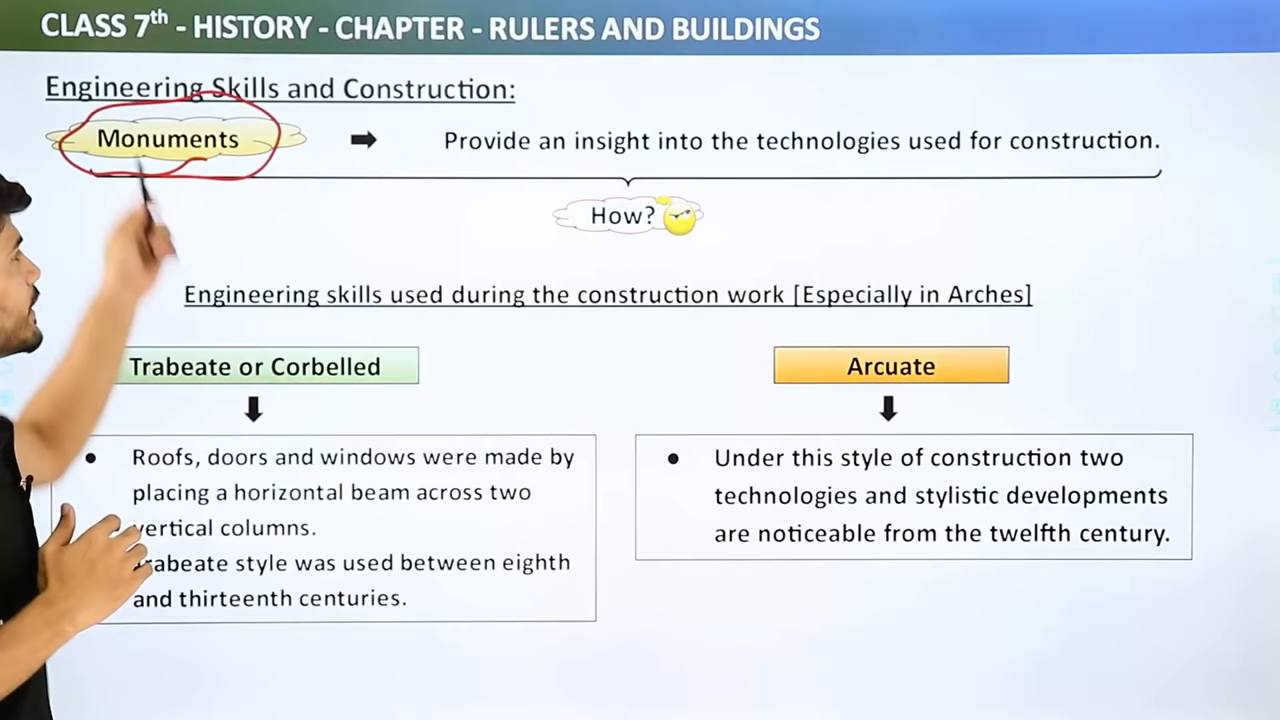 CLASS 7th - HISTORY - CHAPTER - RULERS AND BUILDINGS
Engineering Skills and Construction:
Monuments
Provide an insight into the technologies used for construction.
How?
Engineering skills used during the construction work [Especially in Arches]
Trabeate or Corbelled
Arcuate
Roofs, doors and windows were made by
placing a horizontal beam across two
vertical columns.
Trabeate style was used between eighth
and thirteenth centuries.
Under this style of construction two
technologies and stylistic developments
are noticeable from the twelfth century.